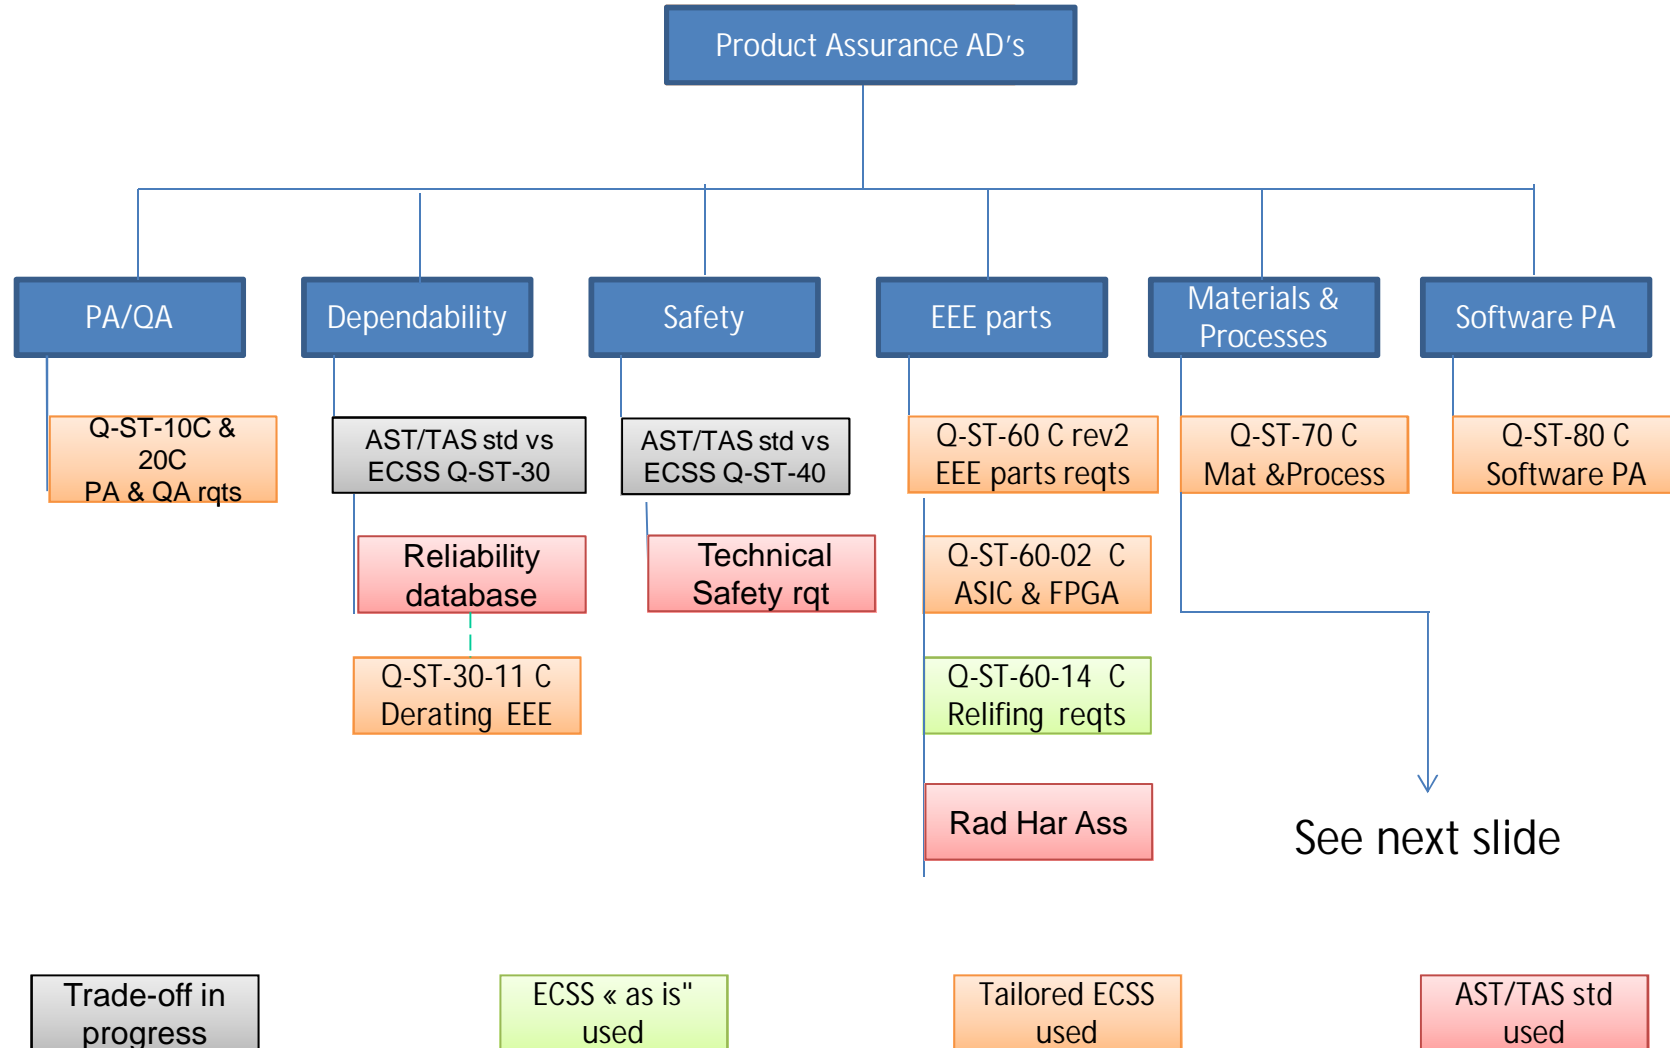 Product Assurance AD's
PA/QA
Dependability
Safety
EEE parts
Materials &
Processes
Software PA
Q-ST-10C &
20C
PA & QA rqts
AST/TAS std vs
ECSS Q-ST-30
AST/TAS std vs
ECSS Q-ST-40
Q-ST-60 C rev2
EEE parts reqts
Q-ST-70 C
Mat &Process
Q-ST-80 C
Software PA
Reliability
database
Technical
Safety rqt
Q-ST-60-02 C
ASIC & FPGA
Q-ST-30-11 C
Derating EEE
Q-ST-60-14 C
Relifing reqts
Rad Har Ass
See next slide
Trade-off in
progress
ECSS « as is"
used
Tailored ECSS
used
AST/TAS std
used